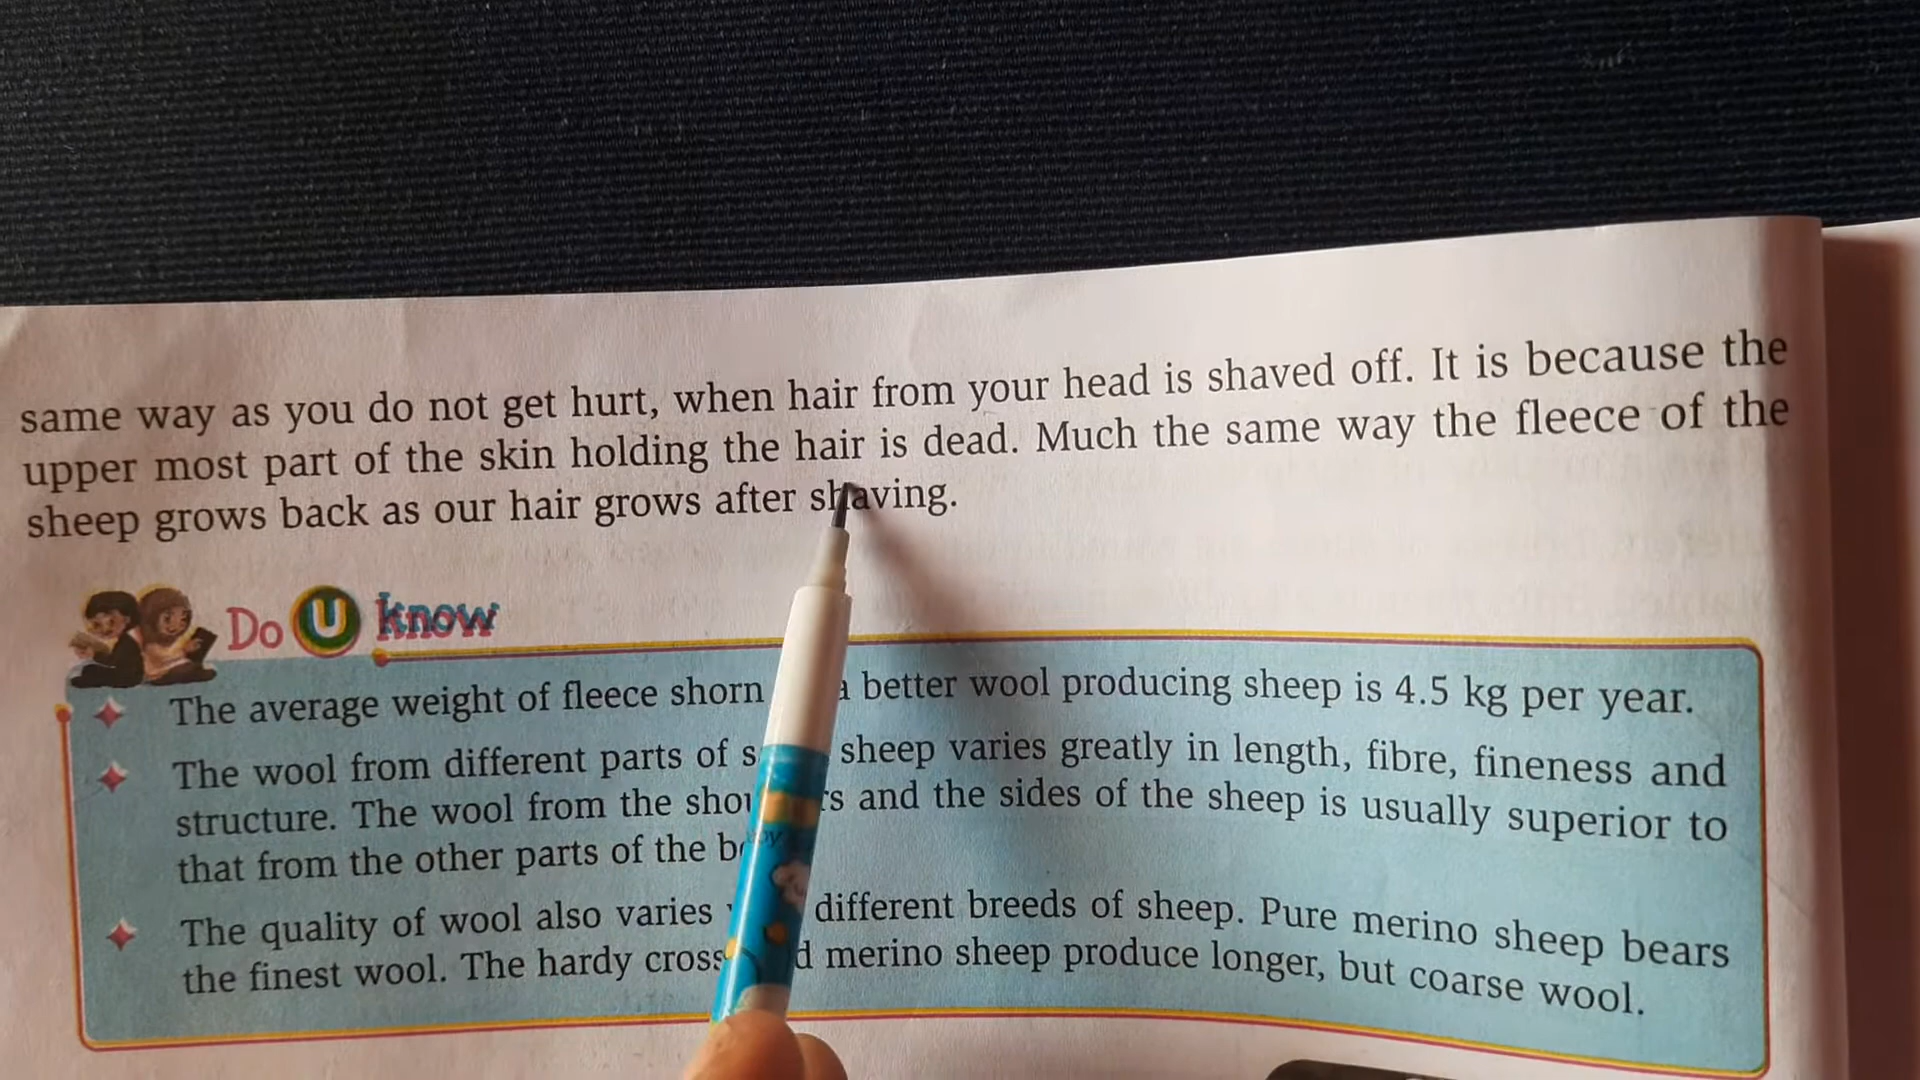 same way as you do not get hurt, when hair from your head is shaved off. It is because the
upper most part of the skin holding the hair is dead. Much the same way the fleece of the
sheep grows back as our hair grows after shaving.
Do U know
The average weight of fleece shorn a better wool producing sheep is 4.5 kg per year.
The wool from different parts of sheep varies greatly in length, fibre, fineness and
structure. The wool from the and the sides of the sheep is usually superior to
that from the other parts of the
The quality of wool also varies different breeds of sheep. Pure merino sheep bears
the finest wool. The hardy merino sheep produce longer, but coarse wool.